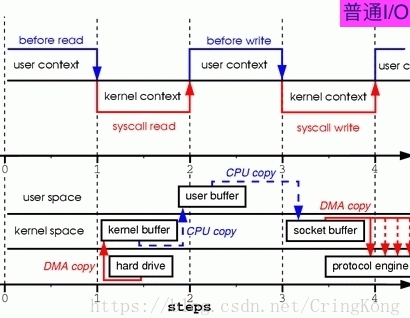 普通I/O
before read
before write
user context
user context
user c
kernel context
kernel context
syscall read
syscall write
0 1 2 3 4
CPU copy
user space
user buffer
DMA copy
kernel space
kernel buffer
CPU copy
socket buffer
DMA copy
hard drive
protocol engine
0 1 2 3 4
steps
https://blog.csdn.net/CringKong